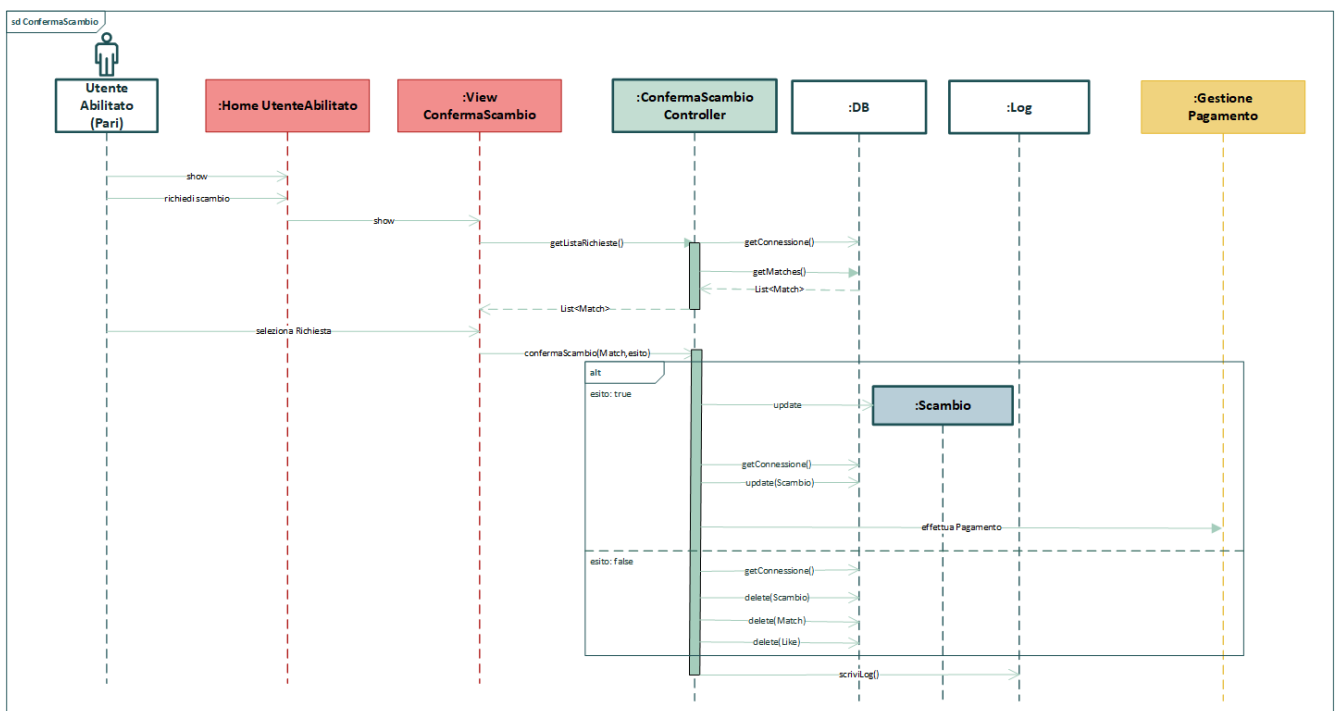 sd ConfermaScambio
Utente
Abilitato
(Pari)
:Home UtenteAbilitato
:View
ConfermaScambio
:ConfermaScambio
Controller
:DB
:Log
:Gestione
Pagamento
show
richiedi scambio
show
getListaRichieste()
getConnessione()
getMatches()
List<Match>
List<Match>
seleziona Richiesta
confermaScambio(Match,esito)
alt
esito: true
update
:Scambio
getConnessione()
update(Scambio)
effettua Pagamento
esito: false
getConnessione()
delete(Scambio)
delete(Match)
delete(Like)
scriviLog()